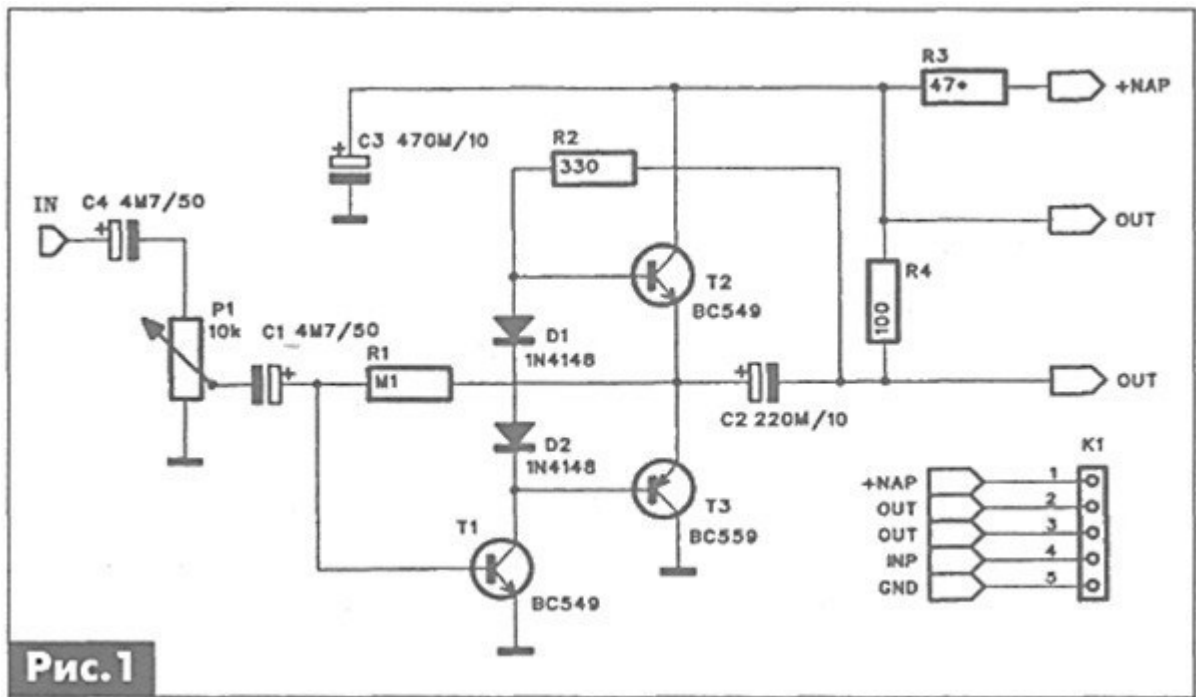 R3
47*
+NAP
C3 470M/10
R2
330
IN
C4 4M7/50
OUT
T2
BC549
R4
100
P1
10k
C1 4M7/50
D1
1N4148
R1
M1
OUT
C2 220M/10
D2
1N4148
K1
+NAP 1
OUT 2
OUT 3
INP 4
GND 5
T3
BC559
T1
BC549
Рис.1